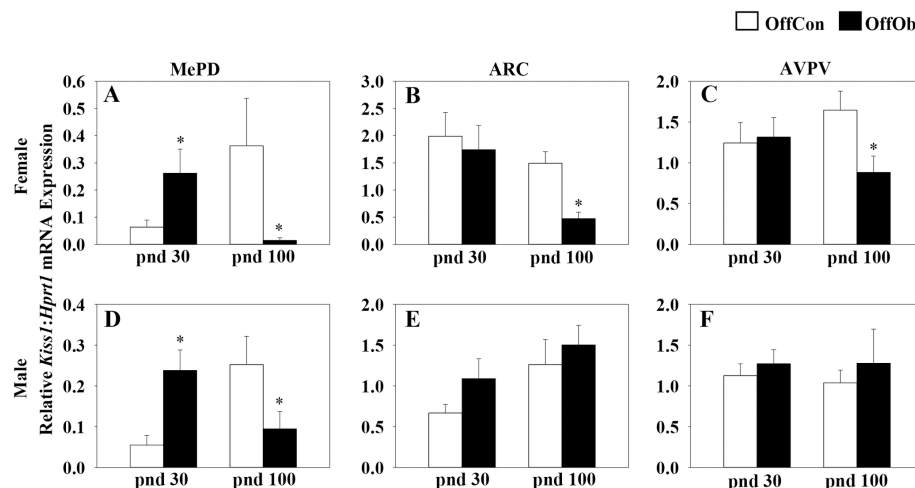 OffCon OffOb
MePD ARC AVPV
Female
Male
Relative Kiss1:Hprt1 mRNA Expression
A
0.6
0.5
0.4
0.3
0.2
0.1
0.0
* *
pnd 30 pnd 100
B
3.0
2.5
2.0
1.5
1.0
0.5
0.0
*
pnd 30 pnd 100
C
2.0
1.5
1.0
0.5
0.0
*
pnd 30 pnd 100
D
0.4
0.3
0.2
0.1
0.0
* *
pnd 30 pnd 100
E
2.0
1.5
1.0
0.5
0.0
pnd 30 pnd 100
F
2.0
1.5
1.0
0.5
0.0
pnd 30 pnd 100